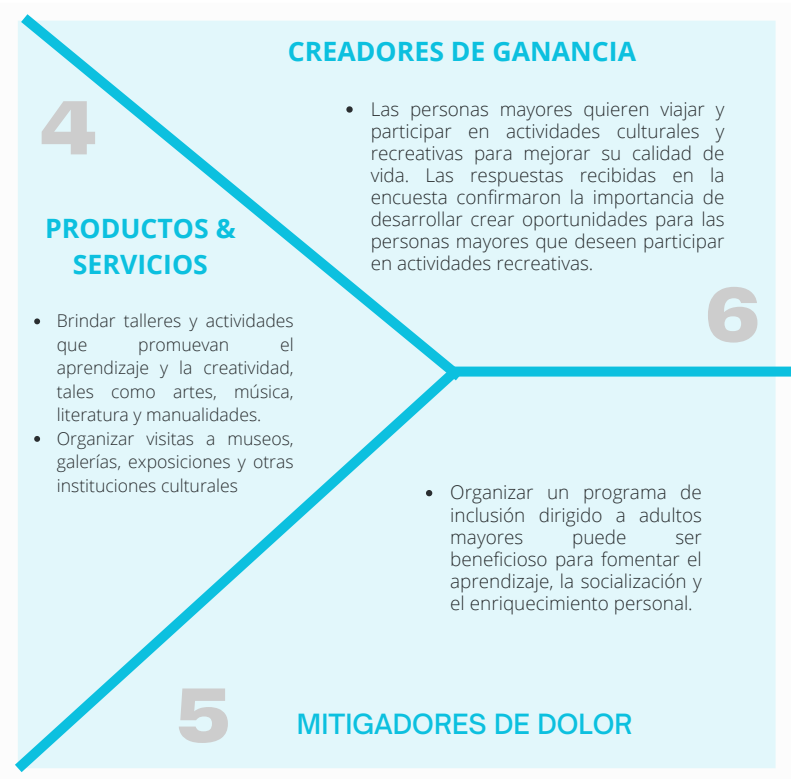 CREADORES DE GANANCIA
• Las personas mayores quieren viajar y
participar en actividades culturales y
recreativas para mejorar su calidad de
vida. Las respuestas recibidas en la
encuesta confirmaron la importancia de
desarrollar crear oportunidades para las
personas mayores que deseen participar
en actividades recreativas.
6
4
PRODUCTOS &
SERVICIOS
• Brindar talleres y actividades
que promuevan el
aprendizaje y la creatividad,
tales como artes, música,
literatura y manualidades.
• Organizar visitas a museos,
galerías, exposiciones y otras
instituciones culturales
• Organizar un programa de
inclusión dirigido a adultos
mayores puede ser
beneficioso para fomentar el
aprendizaje, la socialización y
el enriquecimiento personal.
5
MITIGADORES DE DOLOR